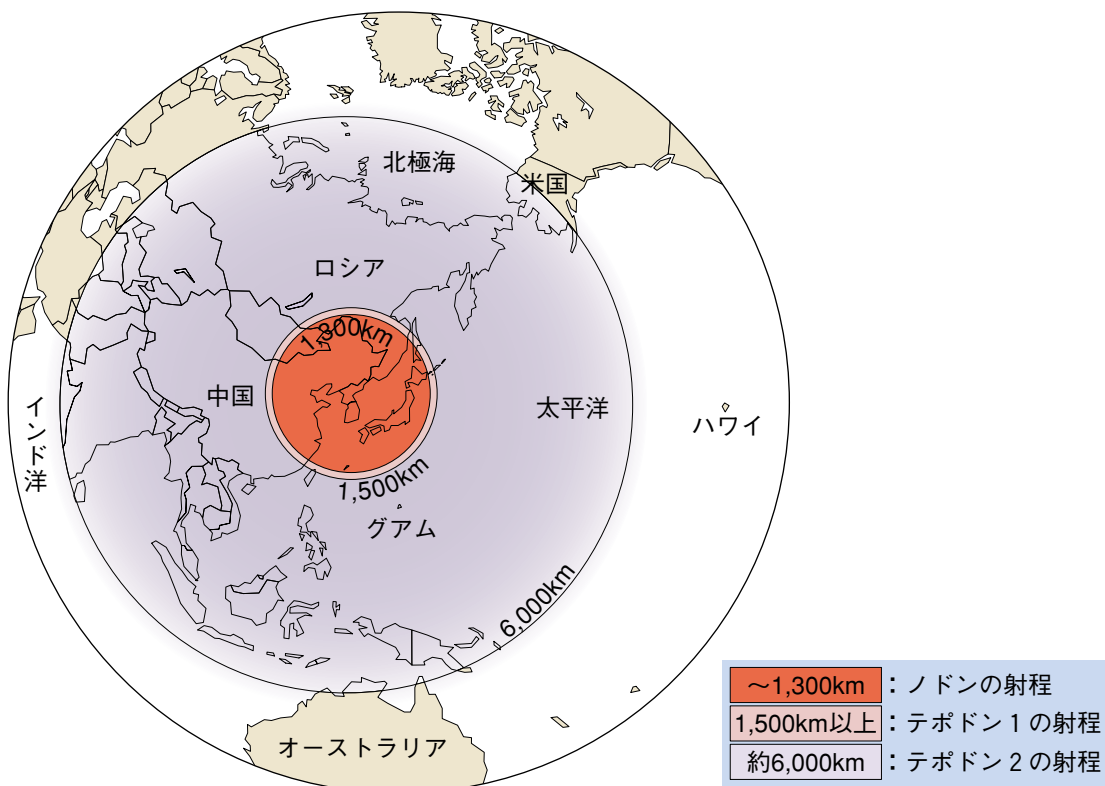 北極海
米国
ロシア
1,300km
中国
太平洋
ハワイ
インド洋
1,500km
グアム
6,000km
オーストラリア
～1,300km：ノドンの射程
1,500km以上：テポドン1の射程
約6,000km：テポドン2の射程